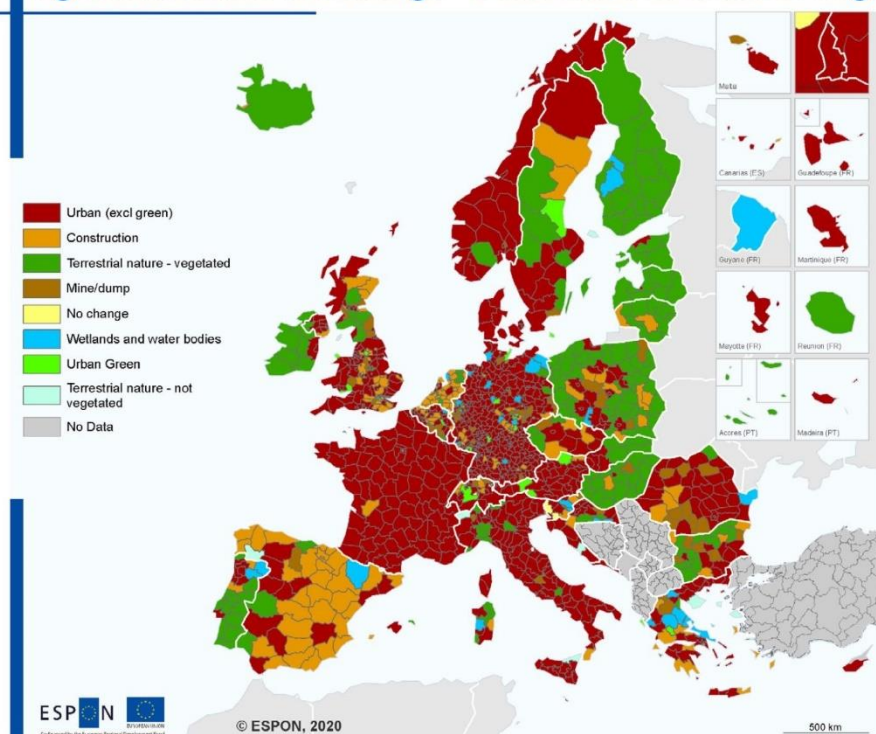 Urban (excl green)
Construction
Terrestrial nature - vegetated
Mine/dump
No change
Wetlands and water bodies
Urban Green
Terrestrial nature - not
vegetated
No Data
Malta
Canarias (ES)
Guadeloupe (FR)
Guyane (FR)
Martinique (FR)
Mayotte (FR)
Reunion (FR)
Acores (PT)
Madeira (PT)
ESPON
© ESPON, 2020
500 km